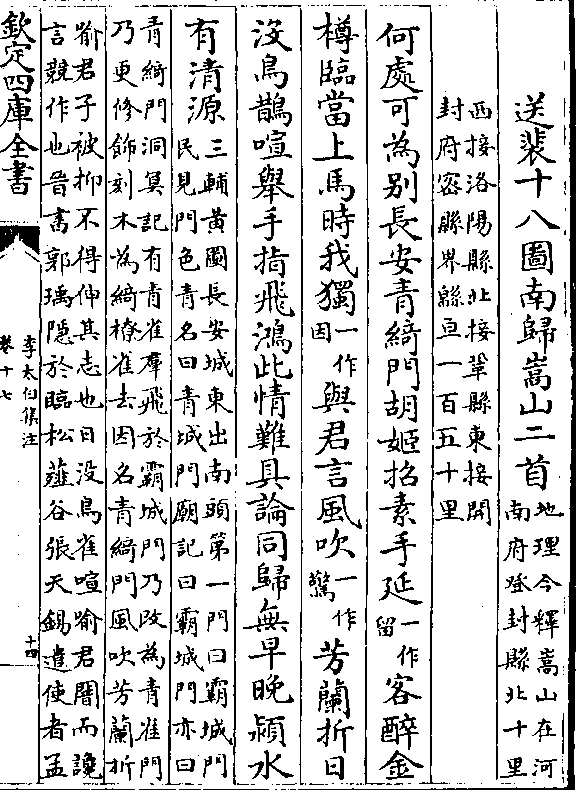 送裴十八圖南歸嵩山二首地理今釋嵩山在河
南府登封縣北十里
西接洛陽縣北接鞏縣東接開
封府密縣界緜亘一百五十里
何處可為別長安青綺門胡姬招素手延一作留客醉金
樽臨當上馬時我獨一作因與君言風吹一作驚芳蘭折日
没鳥鵲喧舉手指飛鴻此情難具論同歸無早晚潁水
有清源三輔黄圖長安城東出南頭第一門曰霸城門
民見門色青名曰青城門廟記曰霸城門亦曰
青綺門洞㝠記有青雀羣飛於霸城門乃改為青雀門
乃更修飾刻木為綺橑雀去因名青綺門風吹芳蘭折
喻君子被抑不得伸其志也日没鳥雀喧喻君闇而讒
言競作也晉書郭瑀隱於臨松薤谷張天錫遣使者孟
欽定四庫全書
李太白集注
卷十七
十四